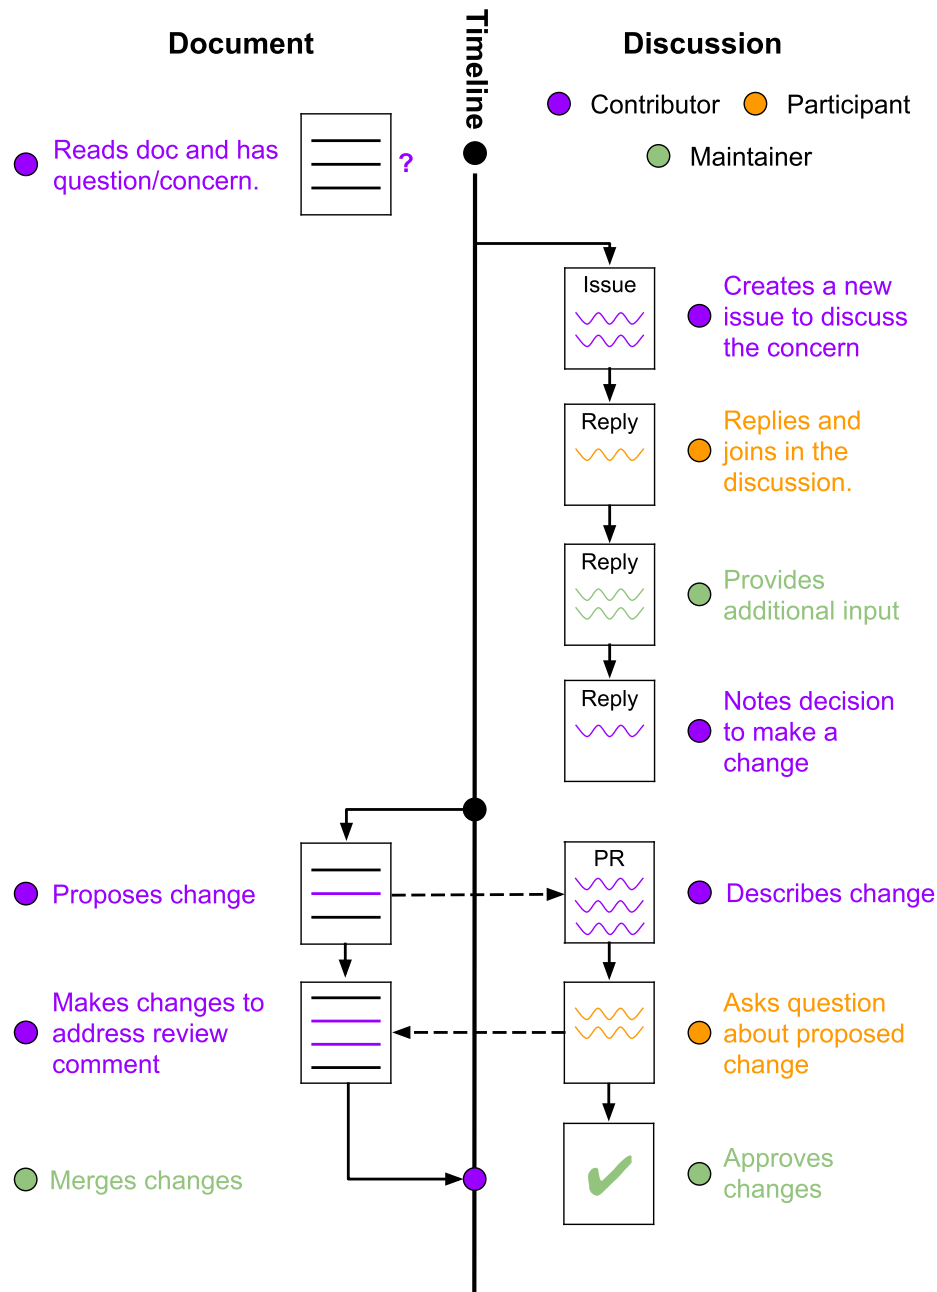 Document
Timeline
Discussion
Contributor
Participant
Maintainer
Reads doc and has
question/concern.
?
Issue
Creates a new
issue to discuss
the concern
Reply
Replies and
joins in the
discussion.
Reply
Provides
additional input
Reply
Notes decision
to make a
change
Proposes change
PR
Describes change
Makes changes to
address review
comment
Asks question
about proposed
change
Merges changes
Approves
changes